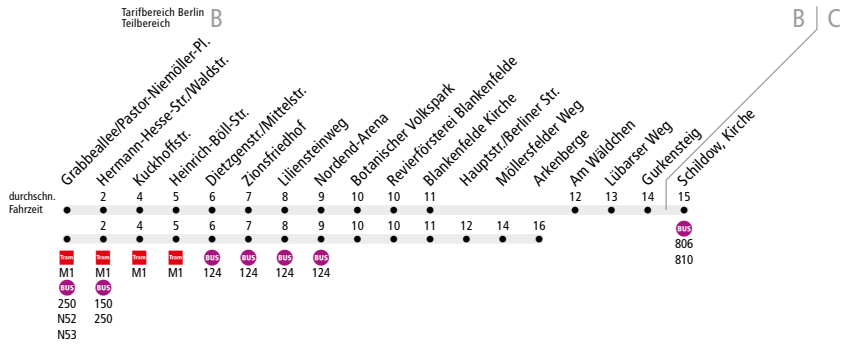 Tarifbereich Berlin
Teilbereich
B
B
C
Grabbeallee/Pastor-Niemöller-Pl.
Hermann-Hesse-Str./Waldstr.
Kuckhoffstr.
Heinrich-Böll-Str.
Dietzgenstr./Mittelstr.
Zionsfriedhof
Liliensteinweg
Nordend-Arena
Botanischer Volkspark
Revierförsterei Blankenfelde
Blankenfelde Kirche
Hauptstr./Berliner Str.
Möllersfelder Weg
Arkenberge
Am Wäldchen
Lübarser Weg
Gurkensteig
Schildow, Kirche
durchschn.
Fahrzeit
2 4 5 6 7 8 9 10 10 11 12 13 14 15
2 4 5 6 7 8 9 10 10 11 12 14 16
Tram Tram Tram Tram BUS BUS BUS BUS
M1 M1 M1 M1 124 124 124 124
BUS BUS
250 150
N52 250
N53
BUS
806
810